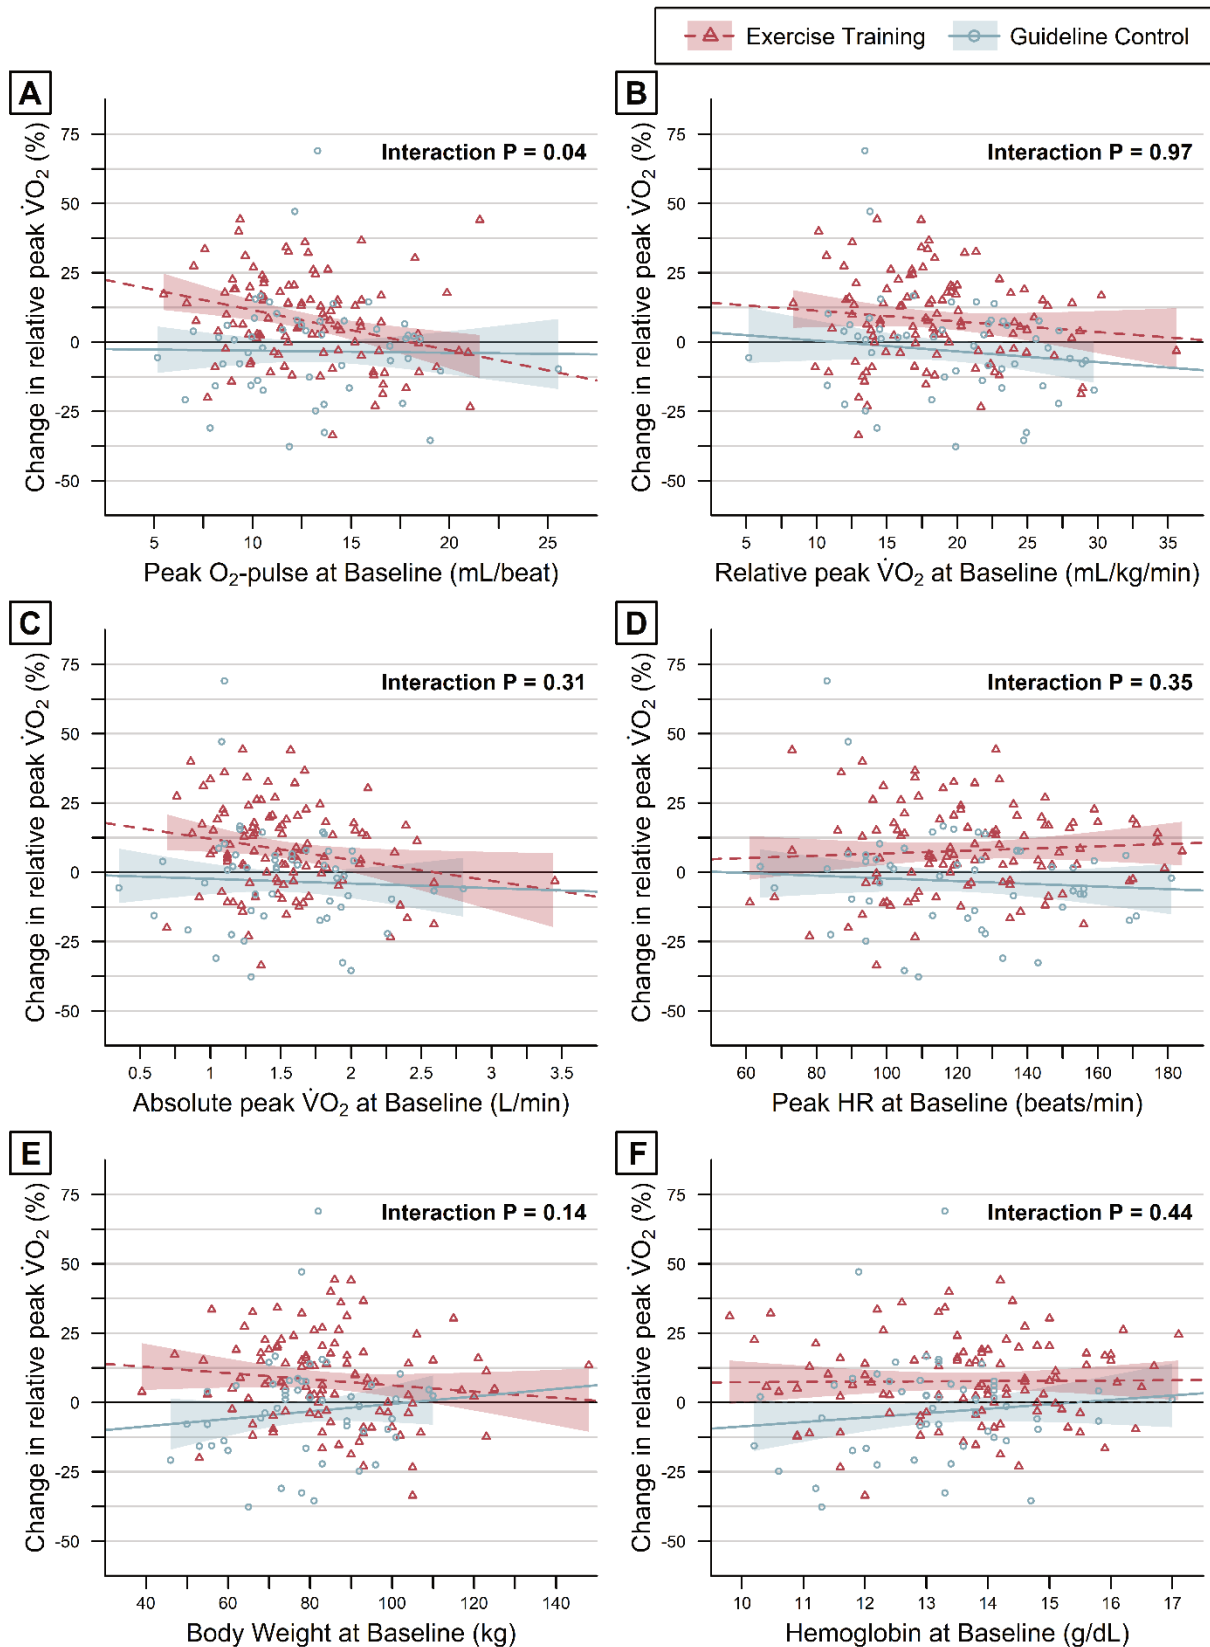 Exercise Training Guideline Control
A B
Change in relative peak V̇O₂ (%) Change in relative peak V̇O₂ (%)
75 75
Interaction P = 0.04 Interaction P = 0.97
50 50
25 25
0 0
-25 -25
-50 -50
5 10 15 20 25 5 10 15 20 25 30 35
Peak O₂-pulse at Baseline (mL/beat) Relative peak V̇O₂ at Baseline (mL/kg/min)
C D
Change in relative peak V̇O₂ (%) Change in relative peak V̇O₂ (%)
75 75
Interaction P = 0.31 Interaction P = 0.35
50 50
25 25
0 0
-25 -25
-50 -50
0.5 1 1.5 2 2.5 3 3.5 60 80 100 120 140 160 180
Absolute peak V̇O₂ at Baseline (L/min) Peak HR at Baseline (beats/min)
E F
Change in relative peak V̇O₂ (%) Change in relative peak V̇O₂ (%)
75 75
Interaction P = 0.14 Interaction P = 0.44
50 50
25 25
0 0
-25 -25
-50 -50
40 60 80 100 120 140 10 11 12 13 14 15 16 17
Body Weight at Baseline (kg) Hemoglobin at Baseline (g/dL)